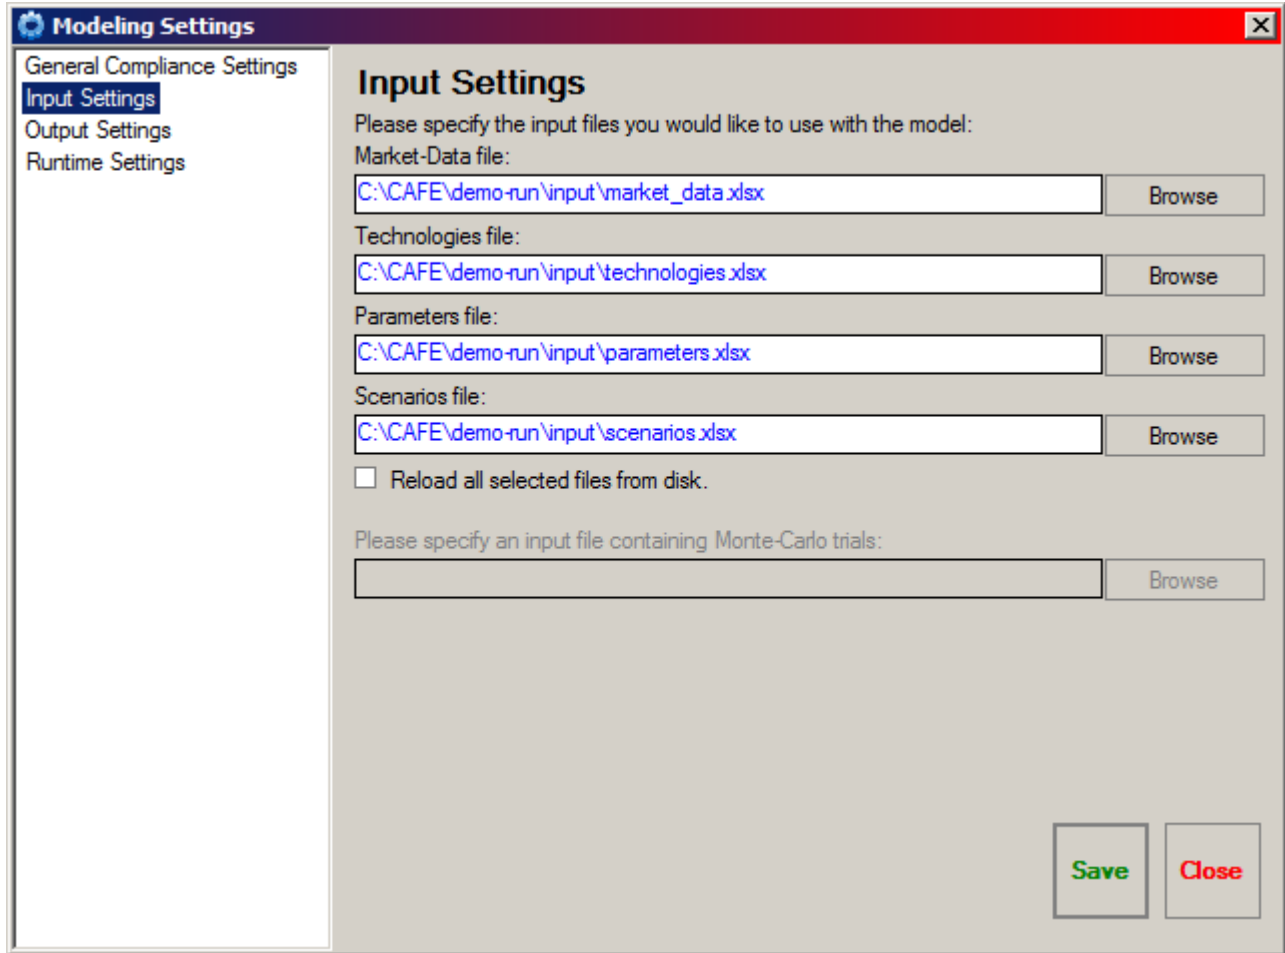 Modeling Settings
General Compliance Settings
Input Settings
Output Settings
Runtime Settings
Input Settings
Please specify the input files you would like to use with the model:
Market-Data file:
C:\CAFE\demo-run\input\market_data.xlsx
Browse
Technologies file:
C:\CAFE\demo-run\input\technologies.xlsx
Browse
Parameters file:
C:\CAFE\demo-run\input\parameters.xlsx
Browse
Scenarios file:
C:\CAFE\demo-run\input\scenarios.xlsx
Browse
Reload all selected files from disk.
Please specify an input file containing Monte-Carlo trials:
Browse
Save
Close